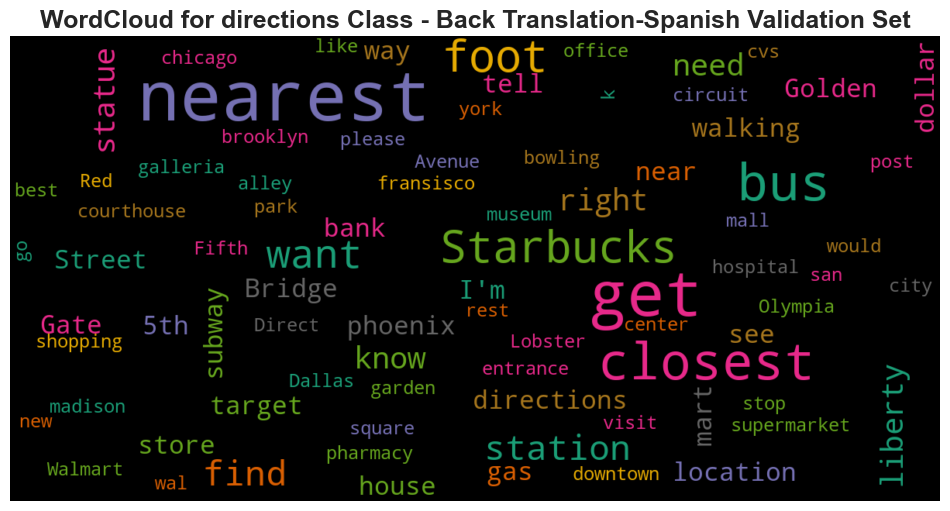 WordCloud for directions Class - Back Translation-Spanish Validation Set
like
way
foot
office
cvs
chicago
statue
nearest
tell
need
k
circuit
Golden
dollar
york
brooklyn
please
walking
Avenue
bowling
near
post
galleria
alley
fransisco
bus
best
Red
courthouse
park
right
museum
mall
bank
go
Street
Fifth
want
Starbucks
would
hospital
san
city
Bridge
I'm
get
rest
Olympia
Gate
5th
subway
Direct
phoenix
center
see
shopping
Lobster
know
closest
entrance
Dallas
garden
liberty
madison
target
directions
mart
stop
new
square
visit
supermarket
store
pharmacy
station
Walmart
wal
find
house
gas
downtown
location